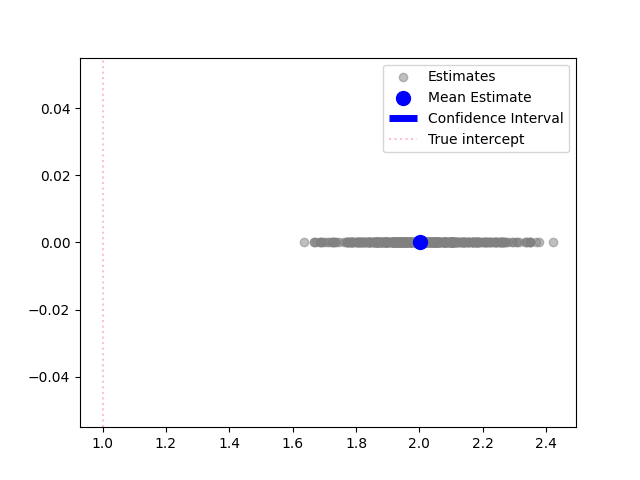 Estimates
Mean Estimate
Confidence Interval
True intercept
0.04
0.02
0.00
−0.02
−0.04
1.0 1.2 1.4 1.6 1.8 2.0 2.2 2.4